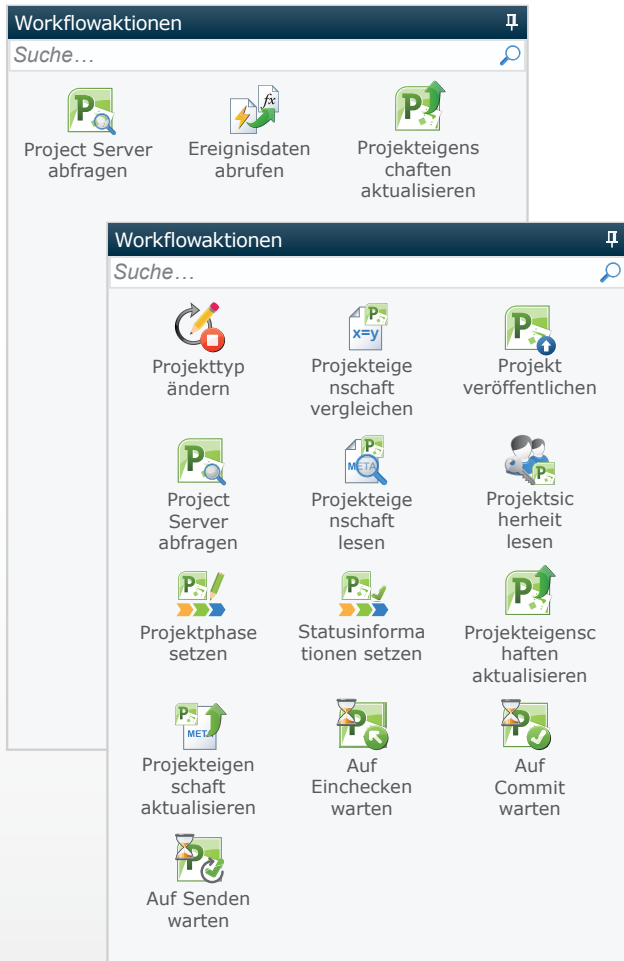 Workflowaktionen
Suche...
Project Server
abfragen
Ereignisdaten
abrufen
Projekteigens
chaften
aktualisieren
Workflowaktionen
Suche...
Projekttyp
ändern
x=y
Projekteige
nschaft
vergleichen
Projekt
veröffentlichen
Project
Server
abfragen
META
Projekteige
nschaft
lesen
Projektsic
herheit
lesen
Projektphase
setzen
Statusinforma
tionen setzen
Projekteigensc
haften
aktualisieren
META
Projekteigen
schaft
aktualisieren
Auf
Einchecken
warten
Auf
Commit
warten
Auf Senden
warten